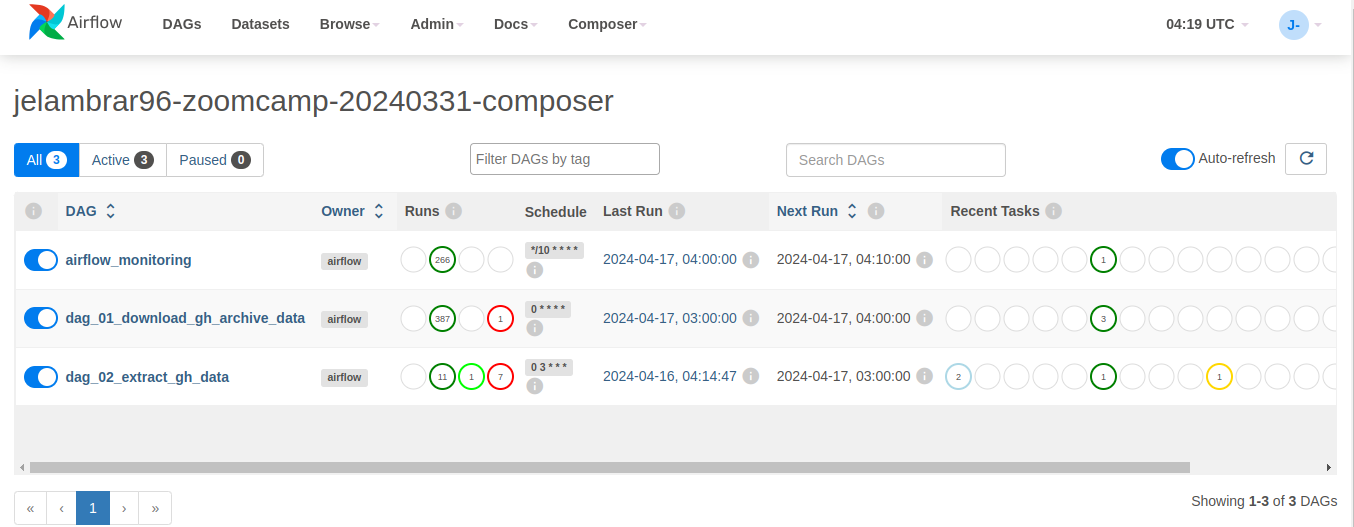 Airflow DAGs Datasets Browse Admin Docs Composer 04:19 UTC J-
jelambrar96-zoomcamp-20240331-composer
All 3 Active 3 Paused 0 Filter DAGs by tag Search DAGs Auto-refresh
i DAG Owner Runs i Schedule Last Run i Next Run i Recent Tasks i
airflow_monitoring airflow 266 */10 * * * * i 2024-04-17, 04:00:00 i 2024-04-17, 04:10:00 i 1
dag_01_download_gh_archive_data airflow 387 1 0 * * * * i 2024-04-17, 03:00:00 i 2024-04-17, 04:00:00 i 3
dag_02_extract_gh_data airflow 11 1 7 0 3 * * * i 2024-04-16, 04:14:47 i 2024-04-17, 03:00:00 i 2 1 1
« ‹ 1 › » Showing 1-3 of 3 DAGs